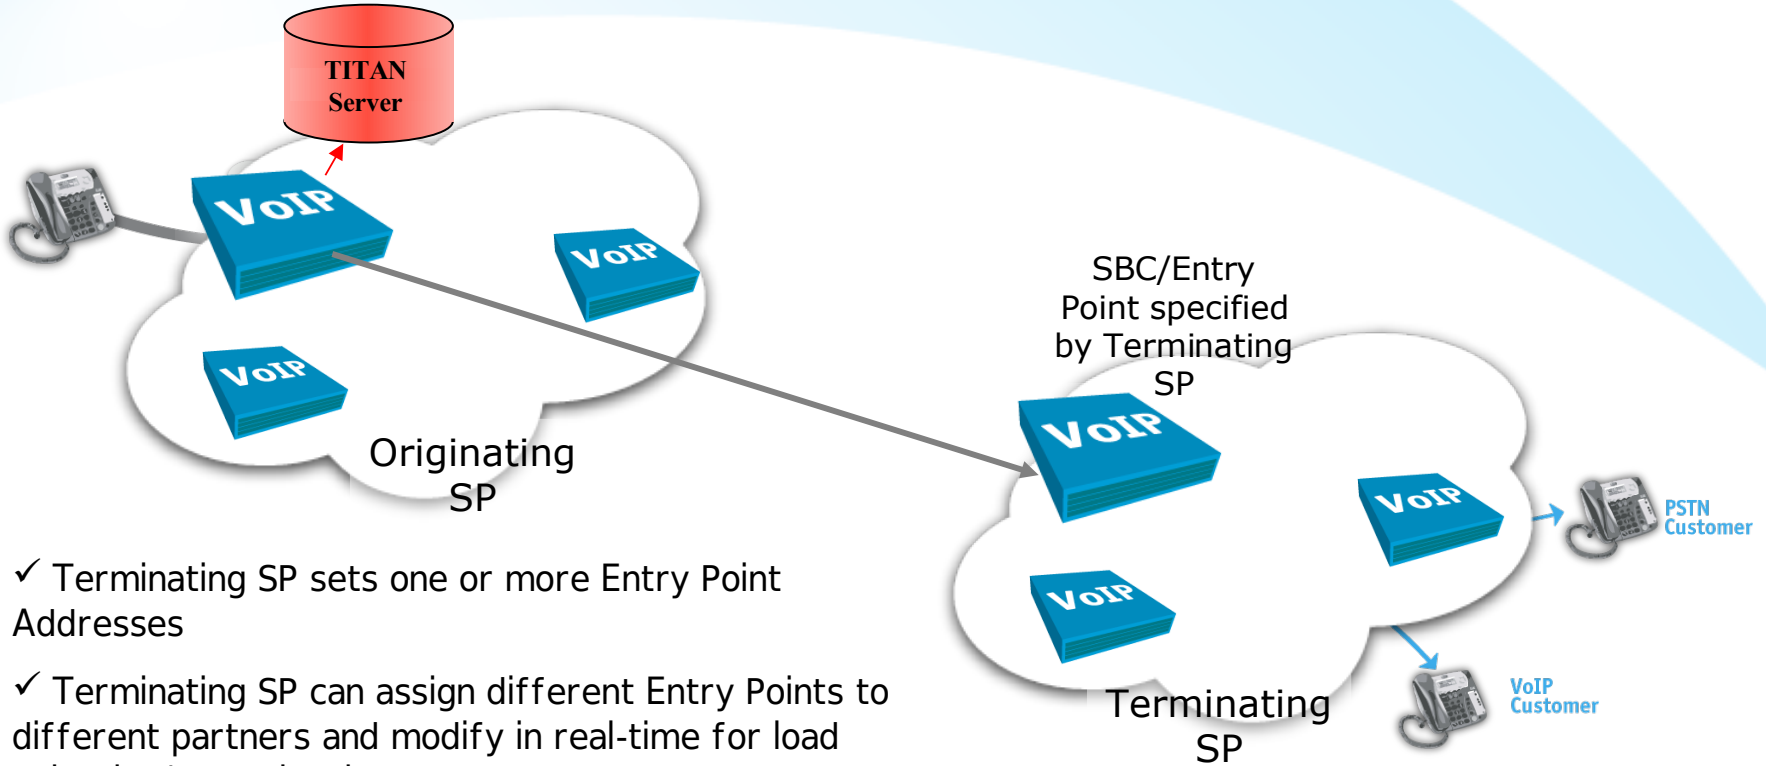 TITAN
Server
VoIP
VoIP
VoIP
Originating
SP
SBC/Entry
Point specified
by Terminating
SP
VoIP
VoIP
VoIP
PSTN
Customer
VoIP
Customer
Terminating
SP
✓ Terminating SP sets one or more Entry Point
Addresses
✓ Terminating SP can assign different Entry Points to
different partners and modify in real-time for load